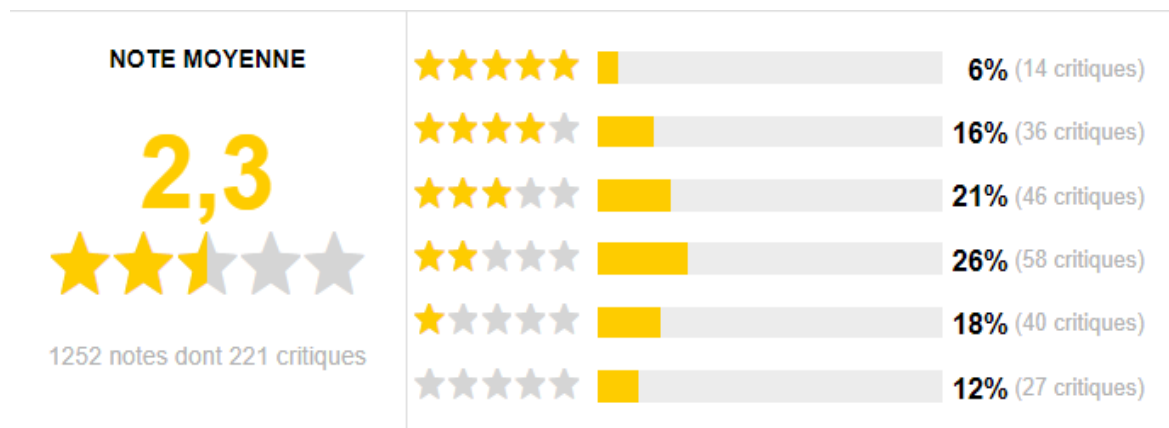 NOTE MOYENNE
2,3
1252 notes dont 221 critiques
6% (14 critiques)
16% (36 critiques)
21% (46 critiques)
26% (58 critiques)
18% (40 critiques)
12% (27 critiques)